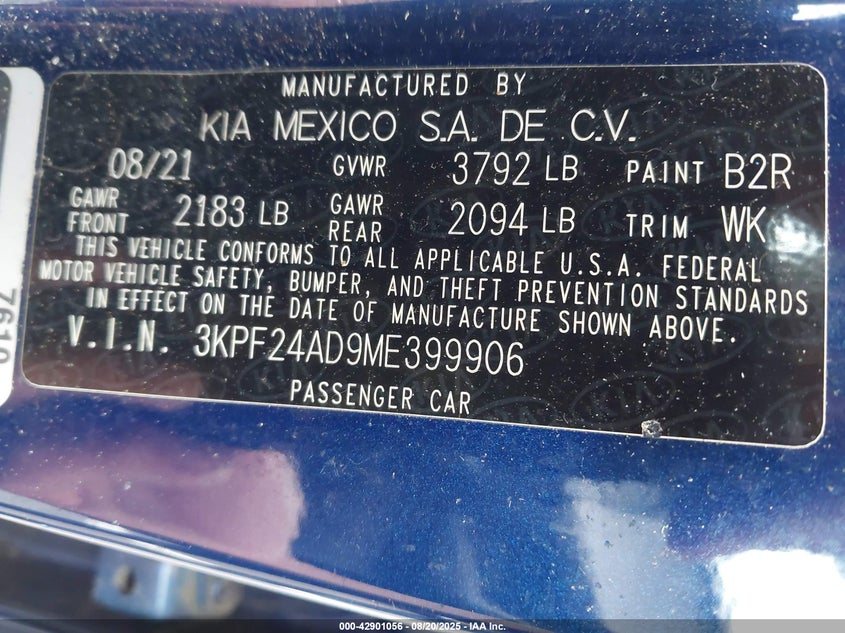 MANUFACTURED BY
KIA MEXICO S.A. DE C.V.
08/21 GVWR 3792 LB PAINT B2R
GAWR FRONT 2183 LB GAWR REAR 2094 LB TRIM WK
THIS VEHICLE CONFORMS TO ALL APPLICABLE U.S.A. FEDERAL
MOTOR VEHICLE SAFETY, BUMPER, AND THEFT PREVENTION STANDARDS
IN EFFECT ON THE DATE OF MANUFACTURE SHOWN ABOVE.
V.I.N. 3KPF24AD9ME399906
PASSENGER CAR
000-42901056 - 08/20/2025 - IAA Inc.